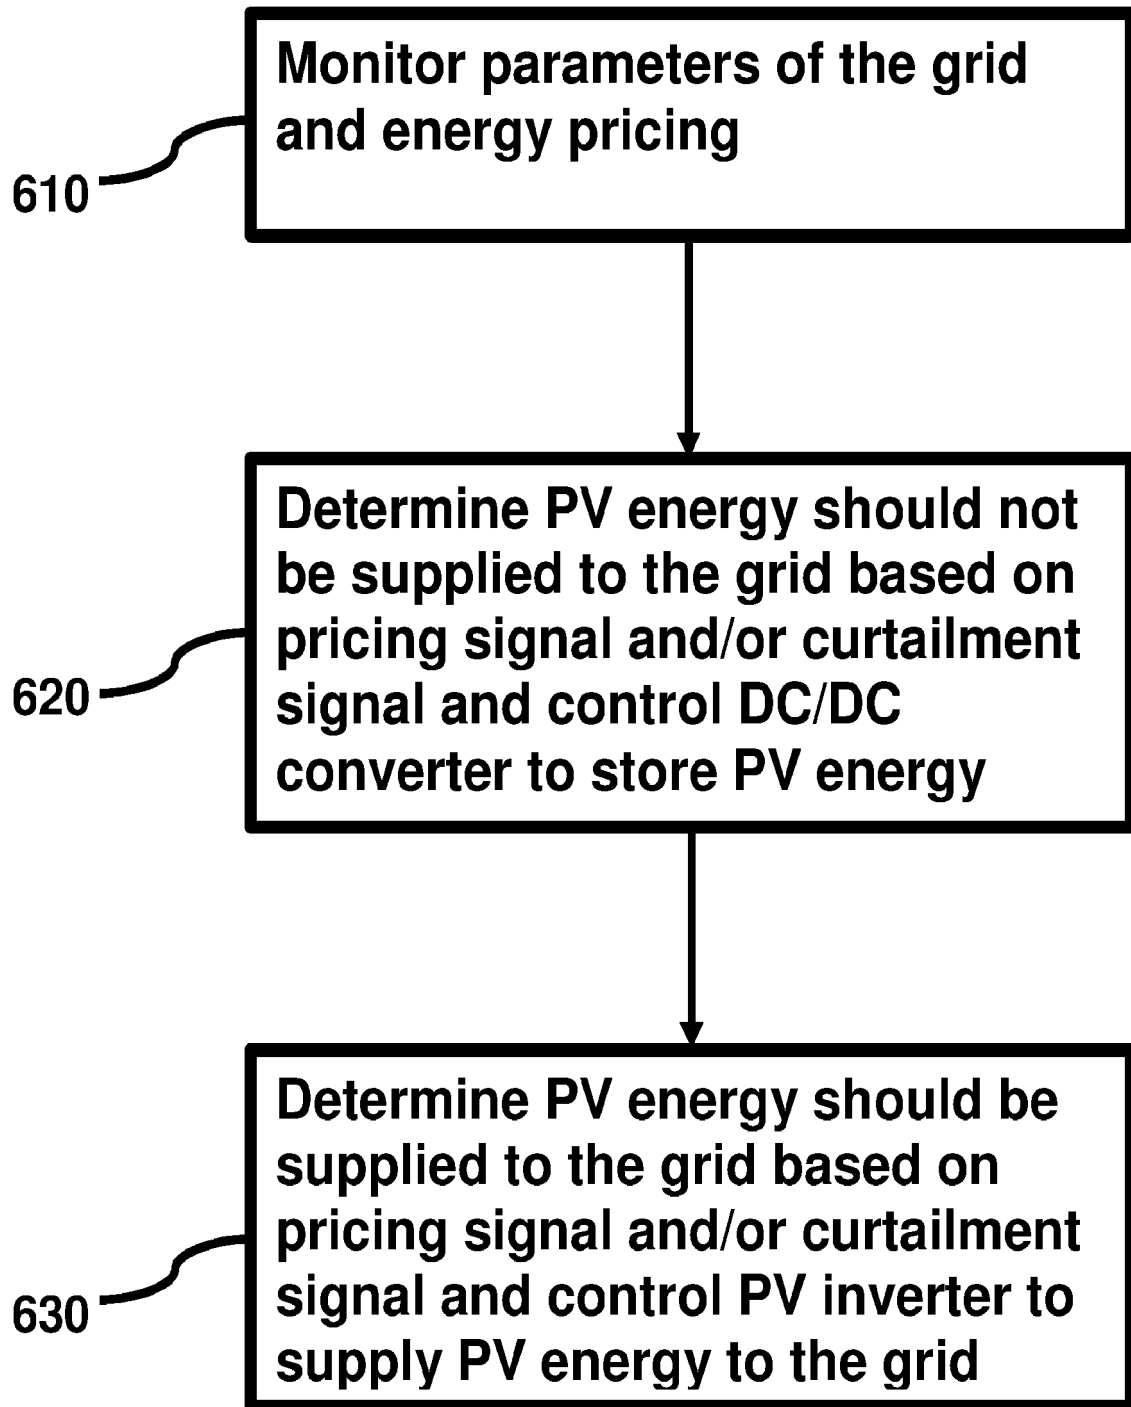 Monitor parameters of the grid
and energy pricing
610
Determine PV energy should not
be supplied to the grid based on
pricing signal and/or curtailment
signal and control DC/DC
converter to store PV energy
620
Determine PV energy should be
supplied to the grid based on
pricing signal and/or curtailment
signal and control PV inverter to
supply PV energy to the grid
630